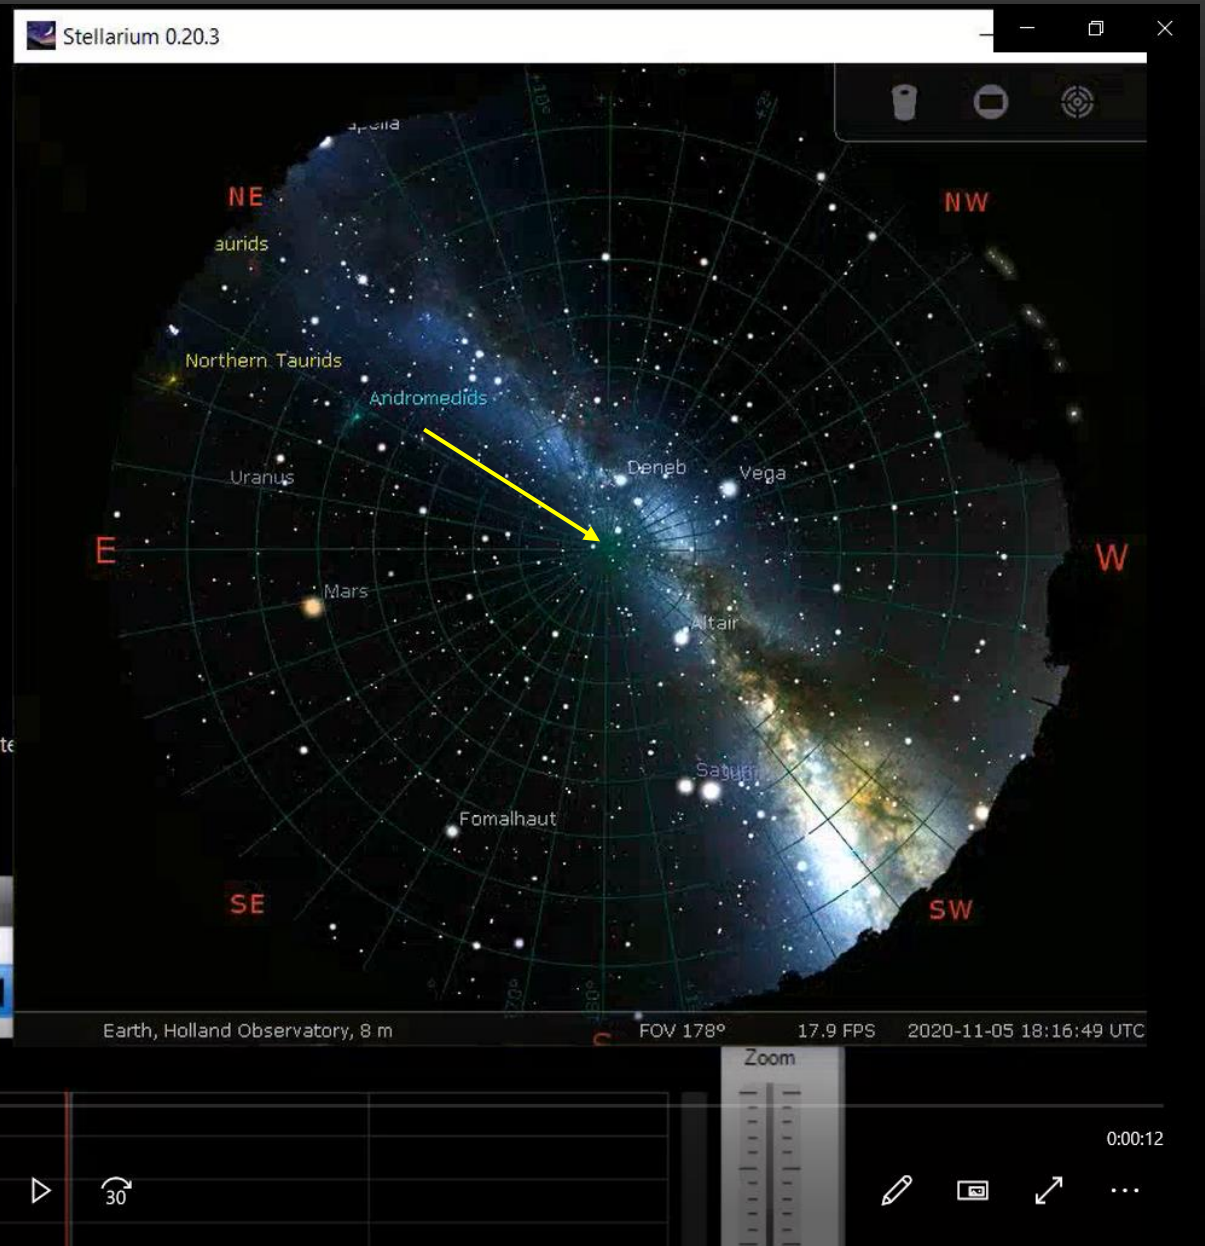 Stellarium 0.20.3
NE
NW
aurids
Northern Taurids
Andromedids
Deneb
Vega
Uranus
E
W
Mars
Altair
Fomalhaut
SE
SW
Earth, Holland Observatory, 8 m
FOV 178°
17.9 FPS
2020-11-05 18:16:49 UTC
Zoom
0:00:12
30